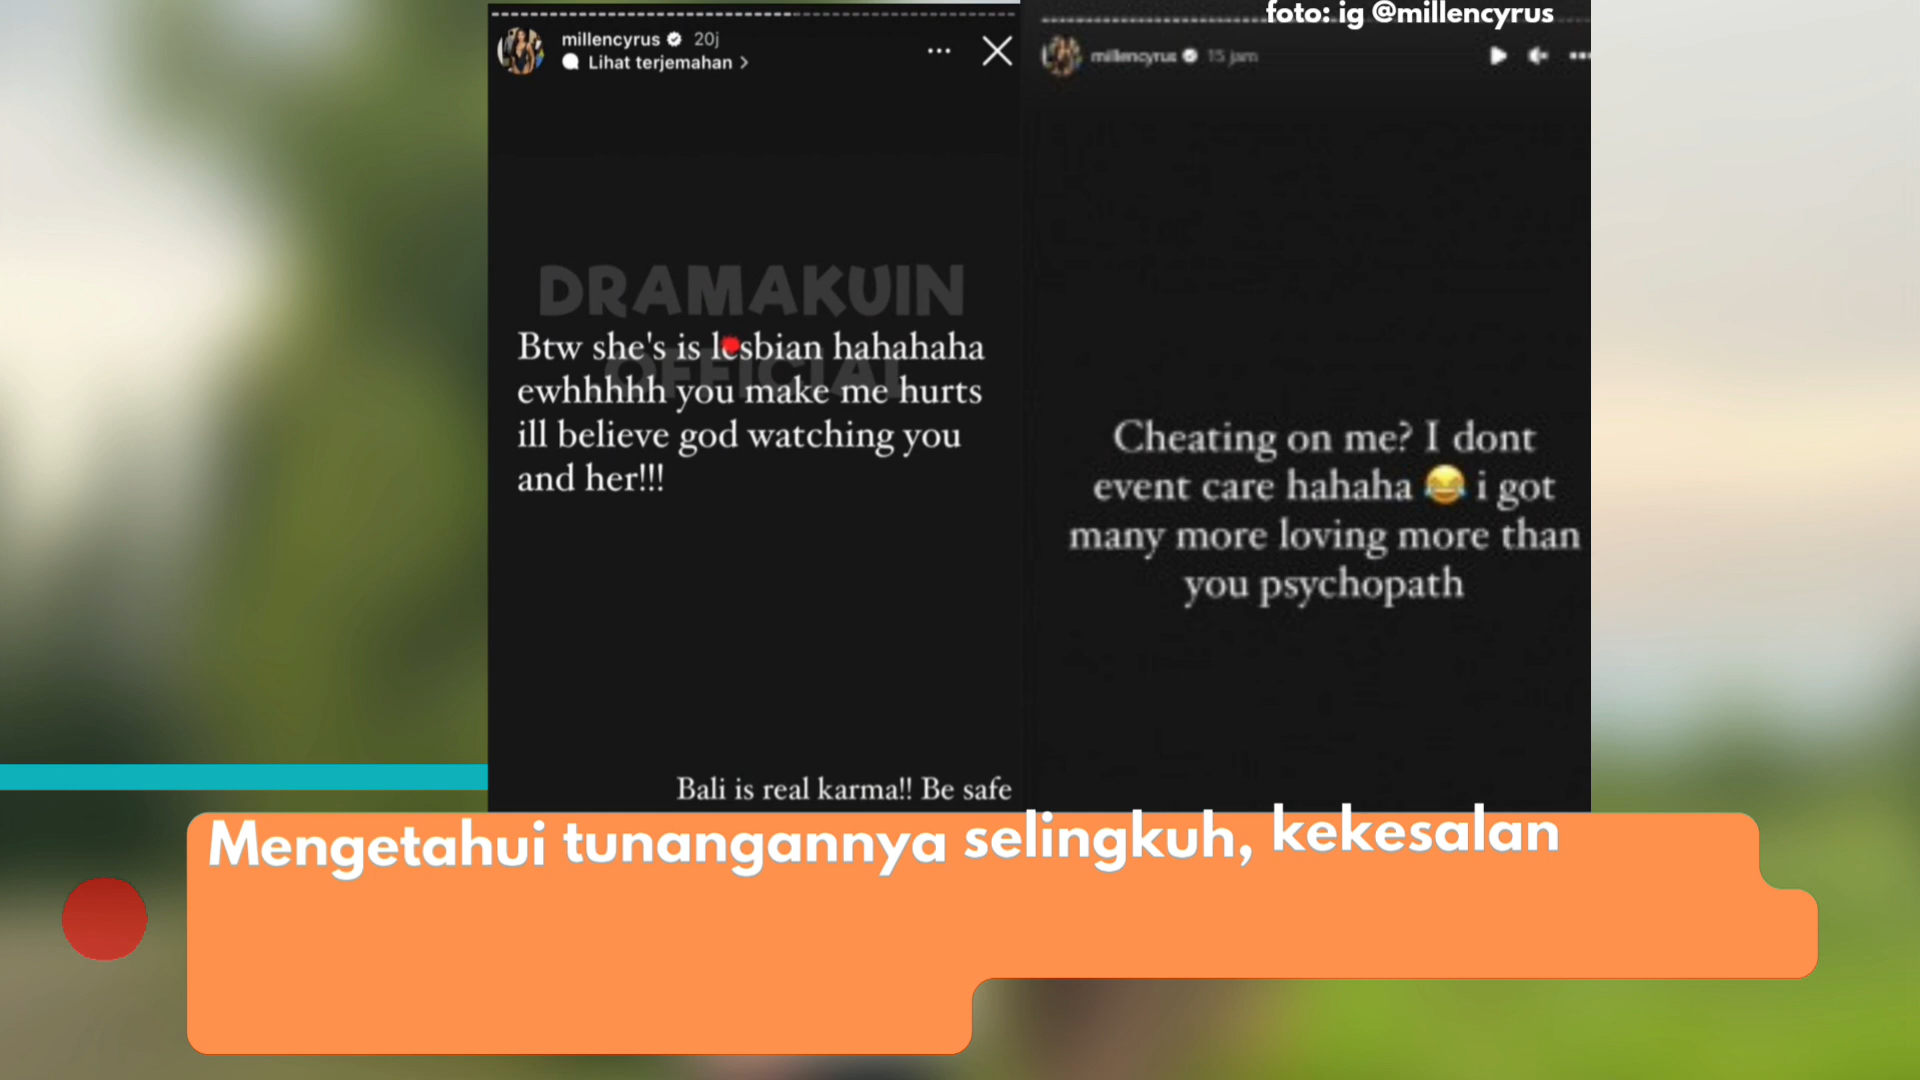 foto: ig @millencyrus
millencyrus 20j
Lihat terjemahan >
DRAMAKUIN
OFFICIAL
Btw she's is lesbian hahahaha
ewhhhhh you make me hurts
ill believe god watching you
and her!!!
Bali is real karma!! Be safe
millencyrus 15 jam
Cheating on me? I dont
event care hahaha 😂 i got
many more loving more than
you psychopath
Mengetahui tunangannya selingkuh, kekesalan